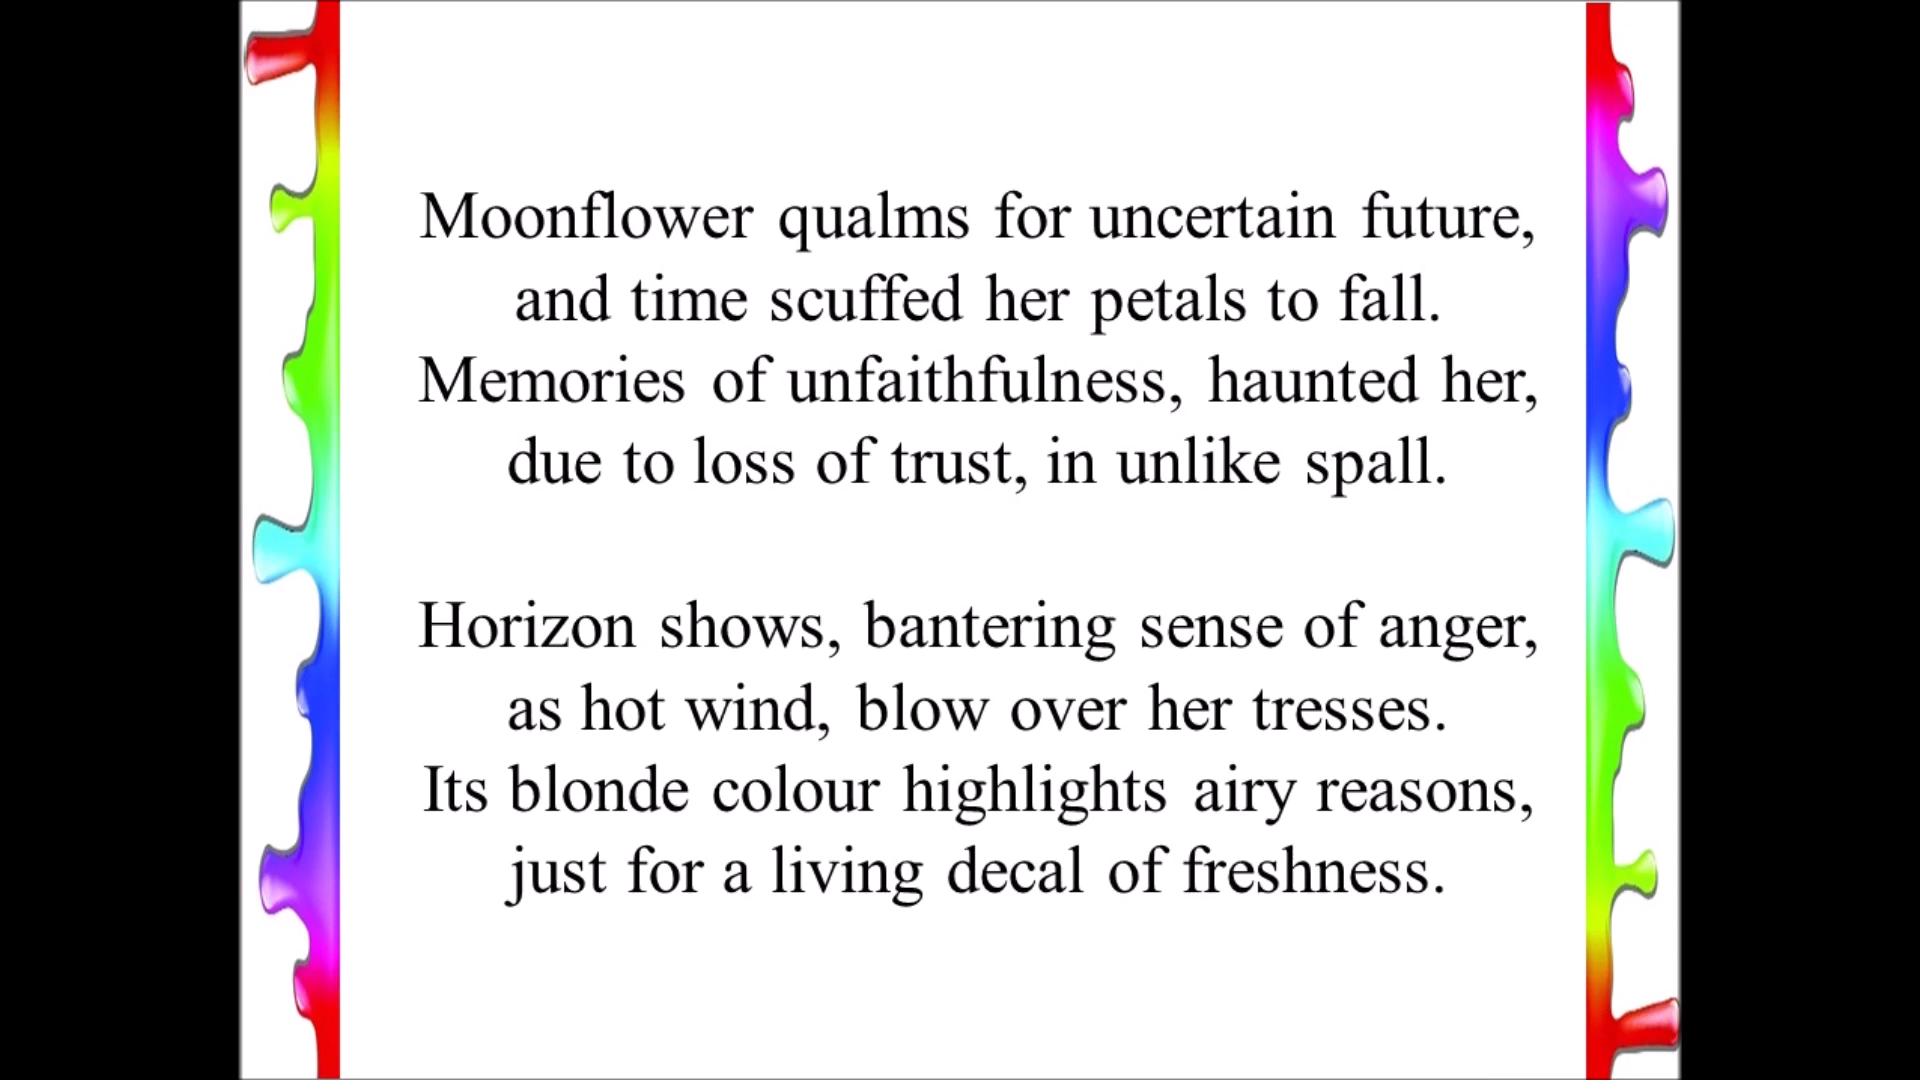 Moonflower qualms for uncertain future,
and time scuffed her petals to fall.
Memories of unfaithfulness, haunted her,
due to loss of trust, in unlike spall.
Horizon shows, bantering sense of anger,
as hot wind, blow over her tresses.
Its blonde colour highlights airy reasons,
just for a living decal of freshness.